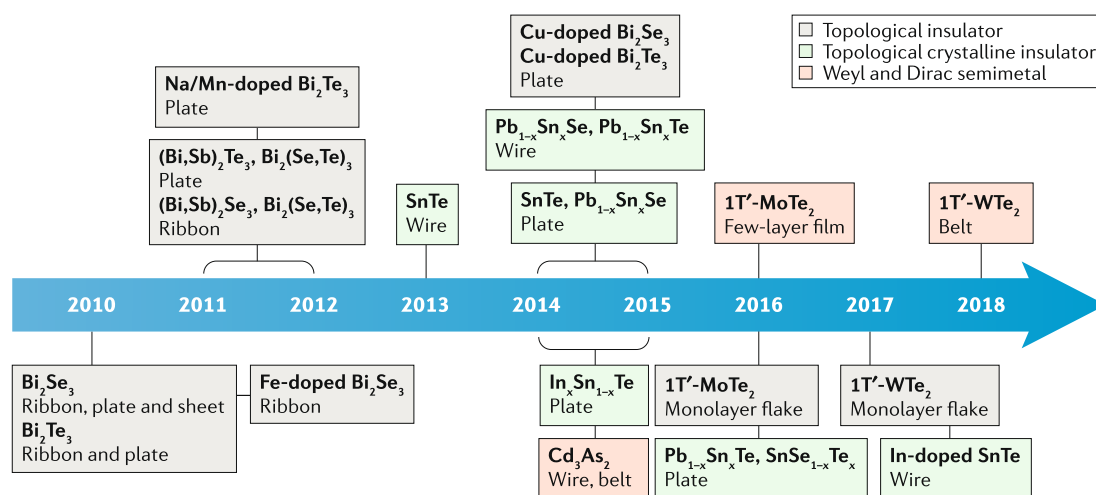 Topological insulator
Topological crystalline insulator
Weyl and Dirac semimetal
Na/Mn-doped Bi₂Te₃
Plate
(Bi,Sb)₂Te₃, Bi₂(Se,Te)₃
Plate
(Bi,Sb)₂Se₃, Bi₂(Se,Te)₃
Ribbon
SnTe
Wire
Cu-doped Bi₂Se₃
Cu-doped Bi₂Te₃
Plate
Pb₁₋ₓSnₓSe, Pb₁₋ₓSnₓTe
Wire
SnTe, Pb₁₋ₓSnₓSe
Plate
1T′-MoTe₂
Few-layer film
1T′-WTe₂
Belt
2010 2011 2012 2013 2014 2015 2016 2017 2018
Bi₂Se₃
Ribbon, plate and sheet
Bi₂Te₃
Ribbon and plate
Fe-doped Bi₂Se₃
Ribbon
InₓSn₁₋ₓTe
Plate
Cd₃As₂
Wire, belt
1T′-MoTe₂
Monolayer flake
Pb₁₋ₓSnₓTe, SnSe₁₋ₓTeₓ
Plate
1T′-WTe₂
Monolayer flake
In-doped SnTe
Wire